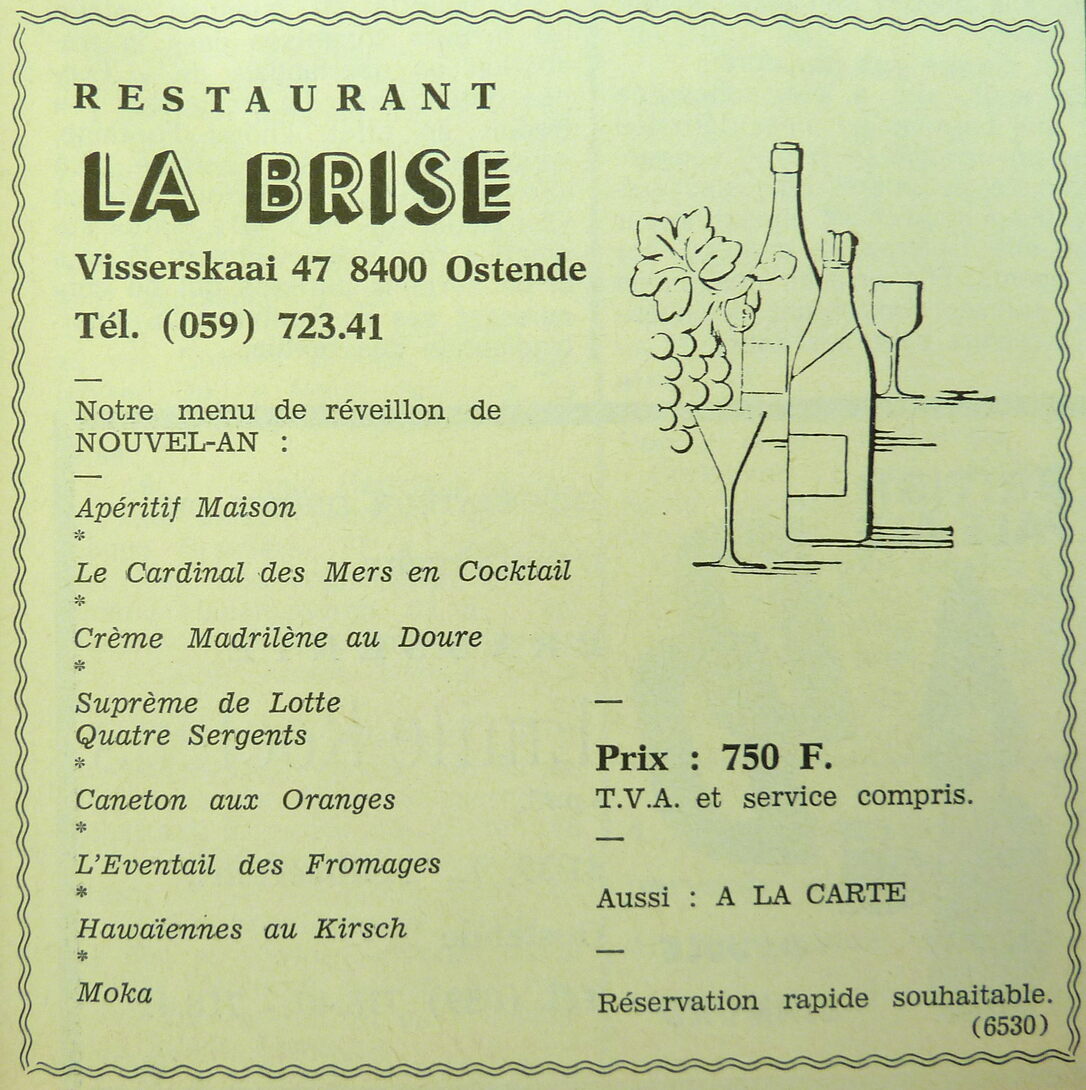 RESTAURANT
LA BRISE
Visserskaai 47 8400 Ostende
Tél. (059) 723.41
—
Notre menu de réveillon de
NOUVEL-AN :
—
Apéritif Maison
*
Le Cardinal des Mers en Cocktail
*
Crème Madrilène au Doure
*
Suprème de Lotte
Quatre Sergents
*
Caneton aux Oranges
*
L'Eventail des Fromages
*
Hawaïennes au Kirsch
*
Moka
—
Prix : 750 F.
T.V.A. et service compris.
—
Aussi : A LA CARTE
—
Réservation rapide souhaitable.
(6530)